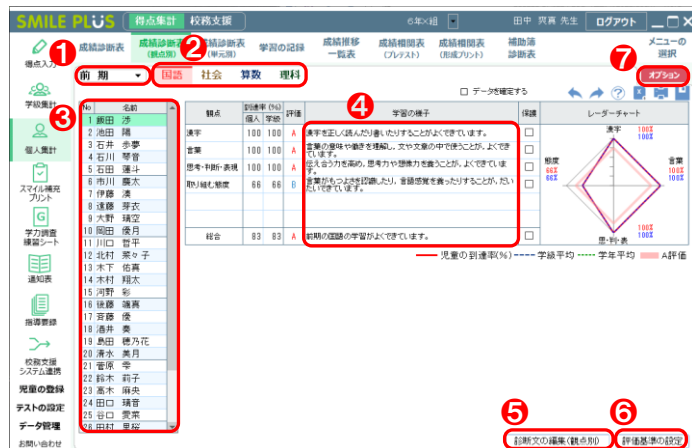 SMILE PLUS 得点集計 校務支援 6年×組 田中 爽真 先生 ログアウト
得点入力
学級集計
個人集計
スマイル補充
プリント
学力調査
練習シート
通知表
指導要録
校務支援
システム連携
児童の登録
テストの設定
データ管理
お問い合わせ
成績診断表 成績診断表 成績診断表 学習の記録 成績推移 成績相関表 成績相関表 補助簿 メニューの
(観点別) (単元別) 一覧表 (プレテスト) (形成プリント) 診断表 選択
1 2 7
前 期 国語 社会 算数 理科 オプション
データを確定する
3
No 名前
1 飯田 渉
2 池田 陽
3 石井 歩夢
4 石川 琴音
5 石田 蓮斗
6 市川 廉太
7 伊藤 湊
8 遠藤 芽衣
9 大野 晴空
10 岡田 優月
11 川口 哲平
12 北村 菜々子
13 木下 佑真
14 木村 翔太
15 河野 彩
16 後藤 颯真
17 斉藤 優
18 酒井 奏
19 島田 穂乃花
20 清水 美月
21 菅原 雫
22 鈴木 莉子
23 高木 麻央
24 田口 晴音
25 谷口 愛菜
26 田村 里桜
4
観点 到達率(%) 評価 学習の様子 保護 レーダーチャート
個人 学級
漢字 100 100 A 漢字を正しく読んだり書いたりすることがよくできています。
言葉 100 100 A 言葉の意味や働きを理解し、文や文章の中で使うことが、よくでき
ています。
思考・判断・表現 100 100 A 伝え合う力を高め、思考力や想像力を養うことが、よくできていま
す。
取り組む態度 66 66 B 言葉がもつよさを認識したり、言語感覚を養ったりすることが、だい
たいできています。
総合 83 83 A 前期の国語の学習がよくできています。
漢字 100%
100%
態度
66%
66%
言葉
100%
100%
100%
100%
思・判・表
児童の到達率(%) 学級平均 学年平均 A評価
5 6
診断文の編集(観点別) 評価基準の設定